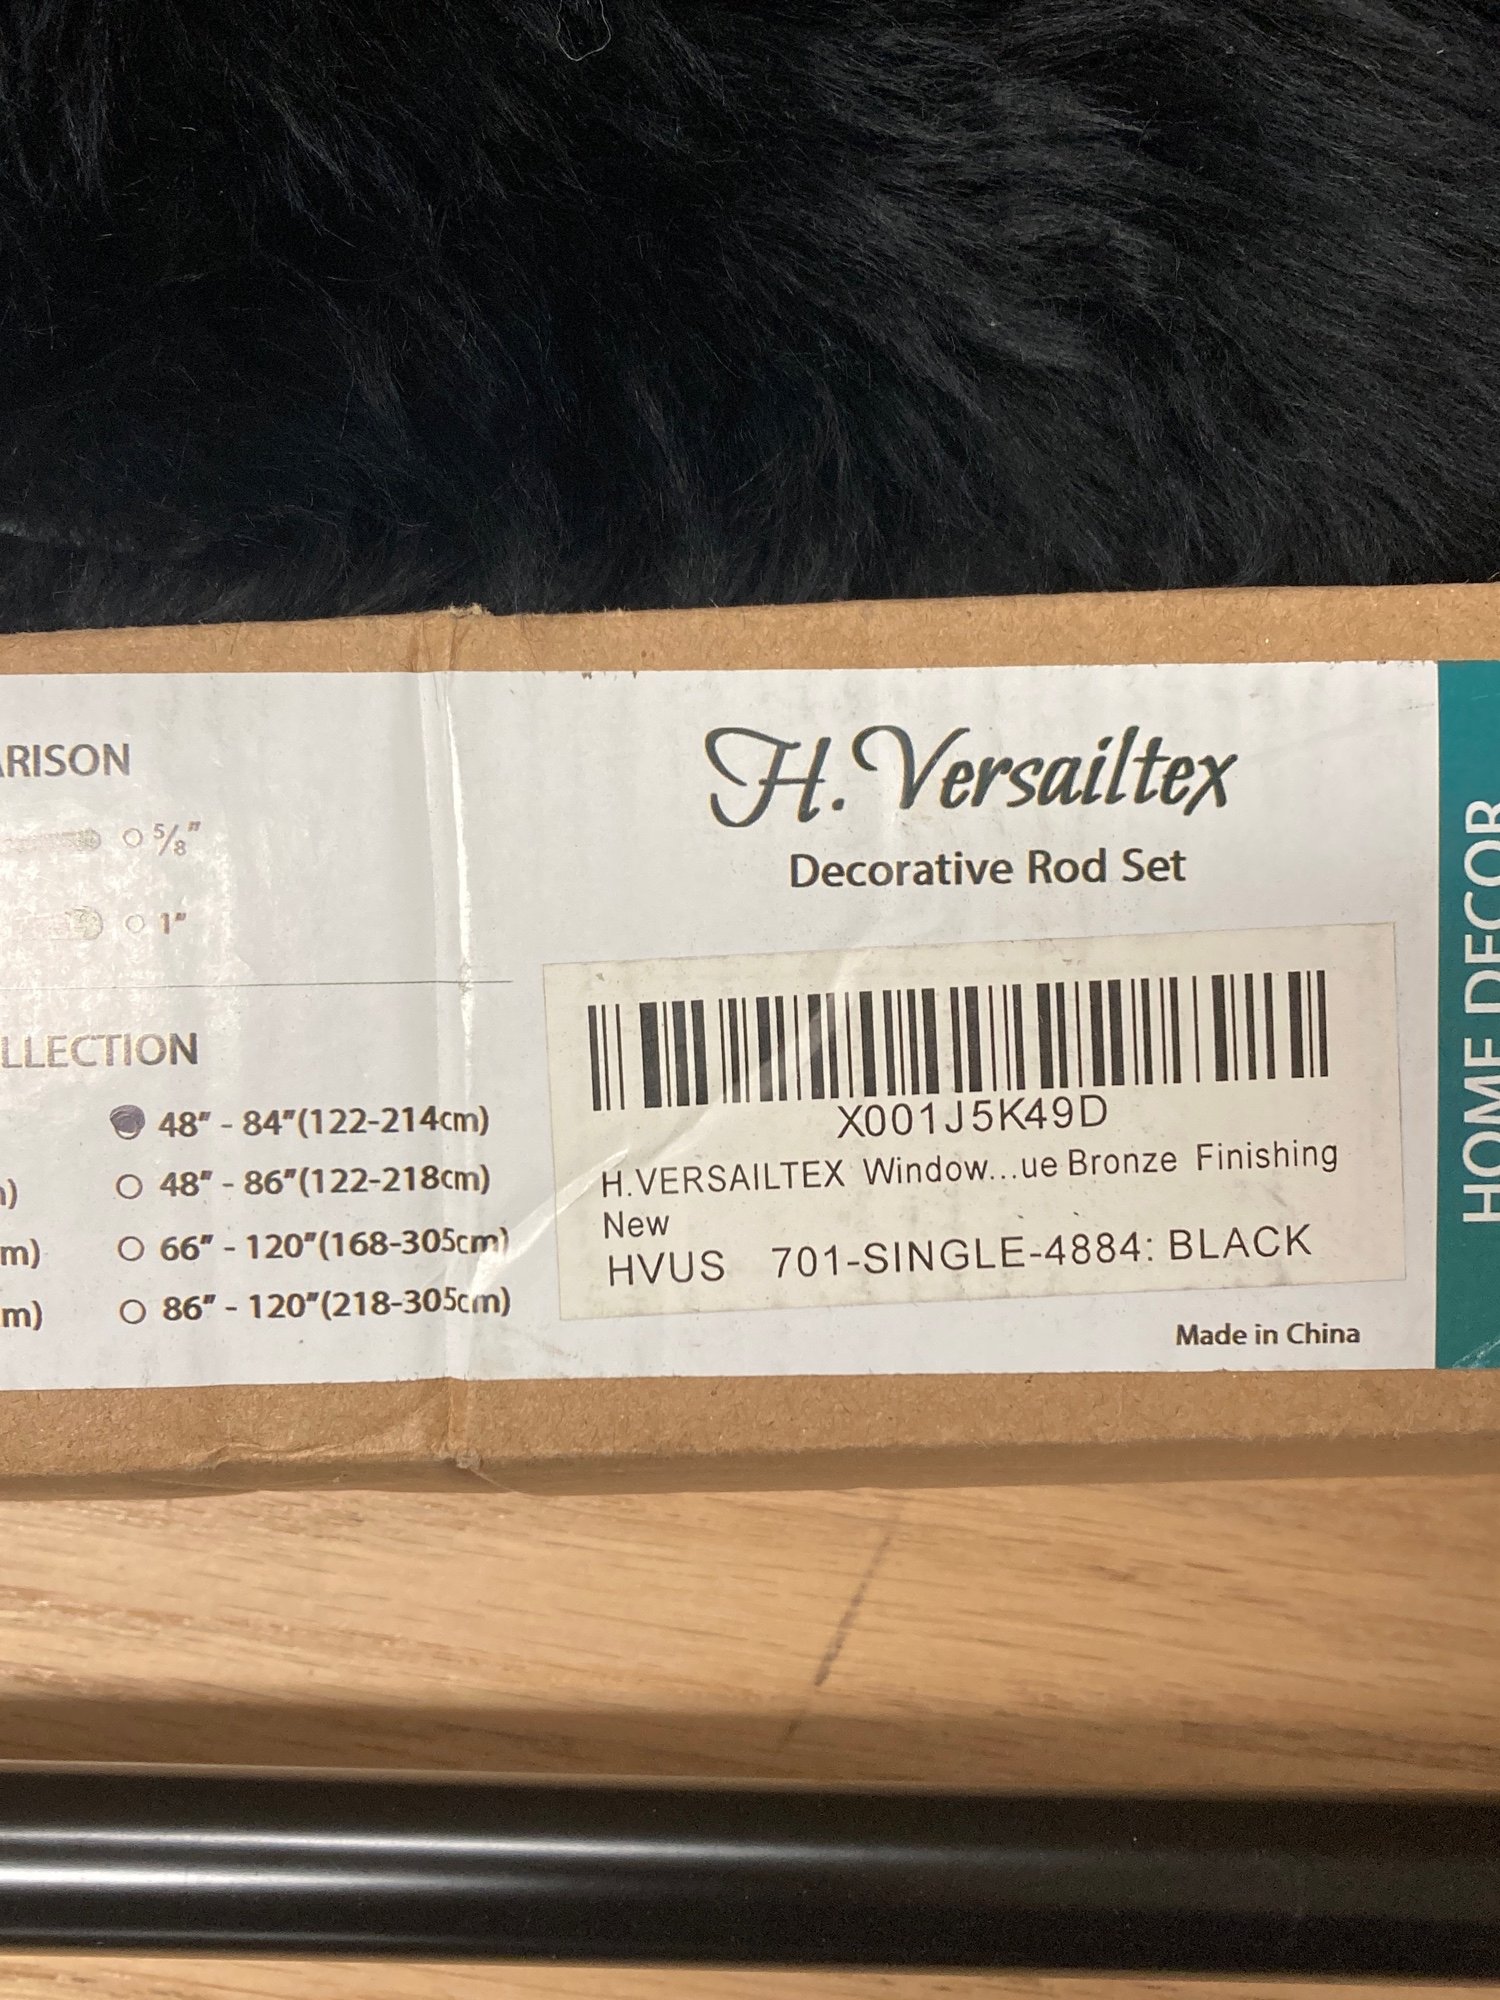 ARISON
5/8"
1"
LLECTION
48" - 84"(122-214cm)
48" - 86"(122-218cm)
m) 66" - 120"(168-305cm)
m) 86" - 120"(218-305cm)
H.Versailtex
Decorative Rod Set
X001J5K49D
H.VERSAILTEX Window...ue Bronze Finishing
New
HVUS 701-SINGLE-4884: BLACK
Made in China
HOME DECOR